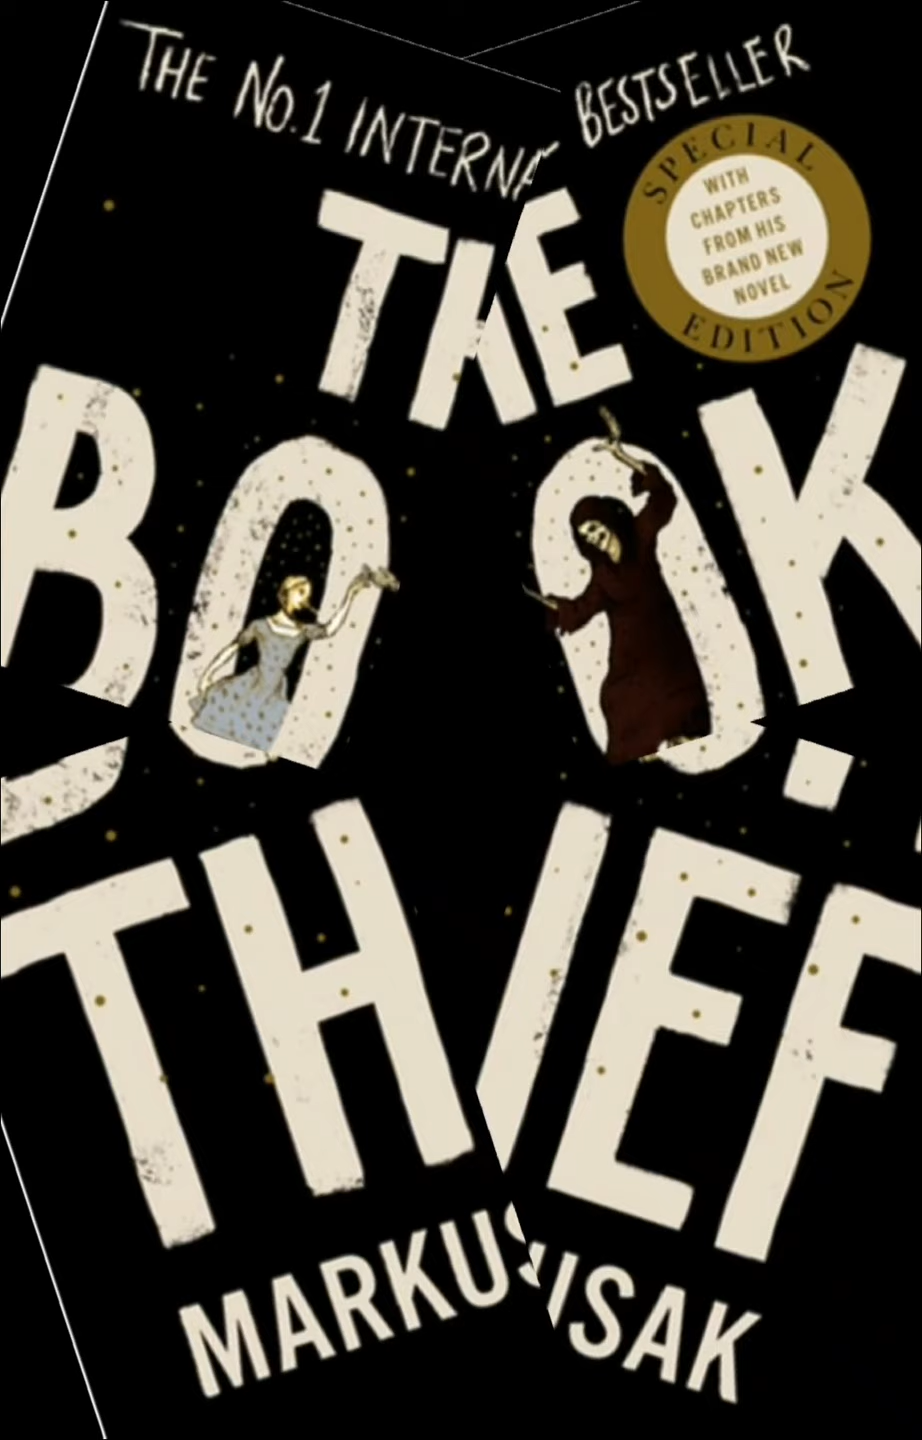 THE NO.1 INTERNA BESTSELLER
SPECIAL
WITH
CHAPTERS
FROM HIS
BRAND NEW
NOVEL
EDITION
THE
BOOK
THIEF
MARKUS ISAK